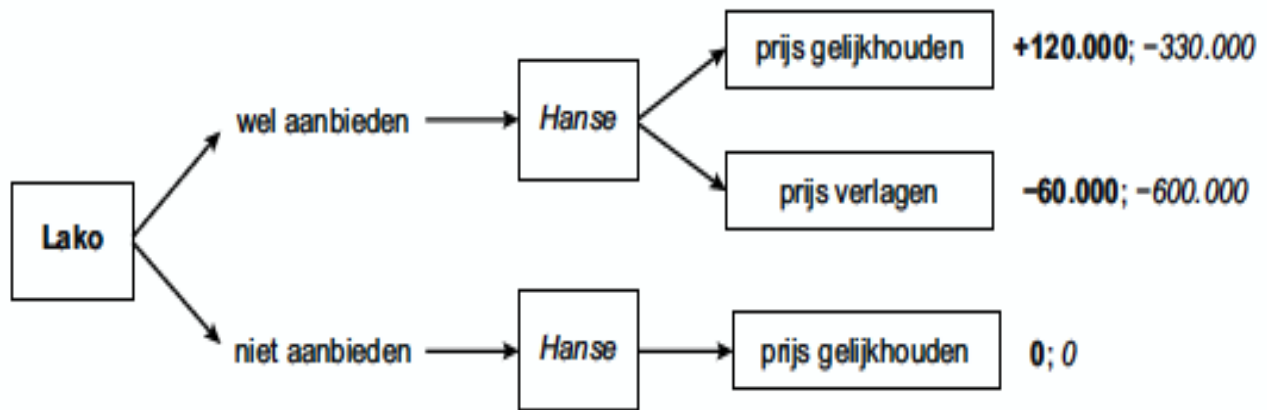 prijs gelijkhouden +120.000; −330.000
wel aanbieden Hanse
prijs verlagen −60.000; −600.000
Lako
niet aanbieden Hanse prijs gelijkhouden 0; 0